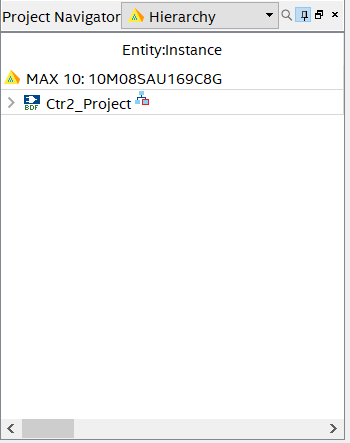 Project Navigator Hierarchy
Entity:Instance
MAX 10: 10M08SAU169C8G
BDF Ctr2_Project